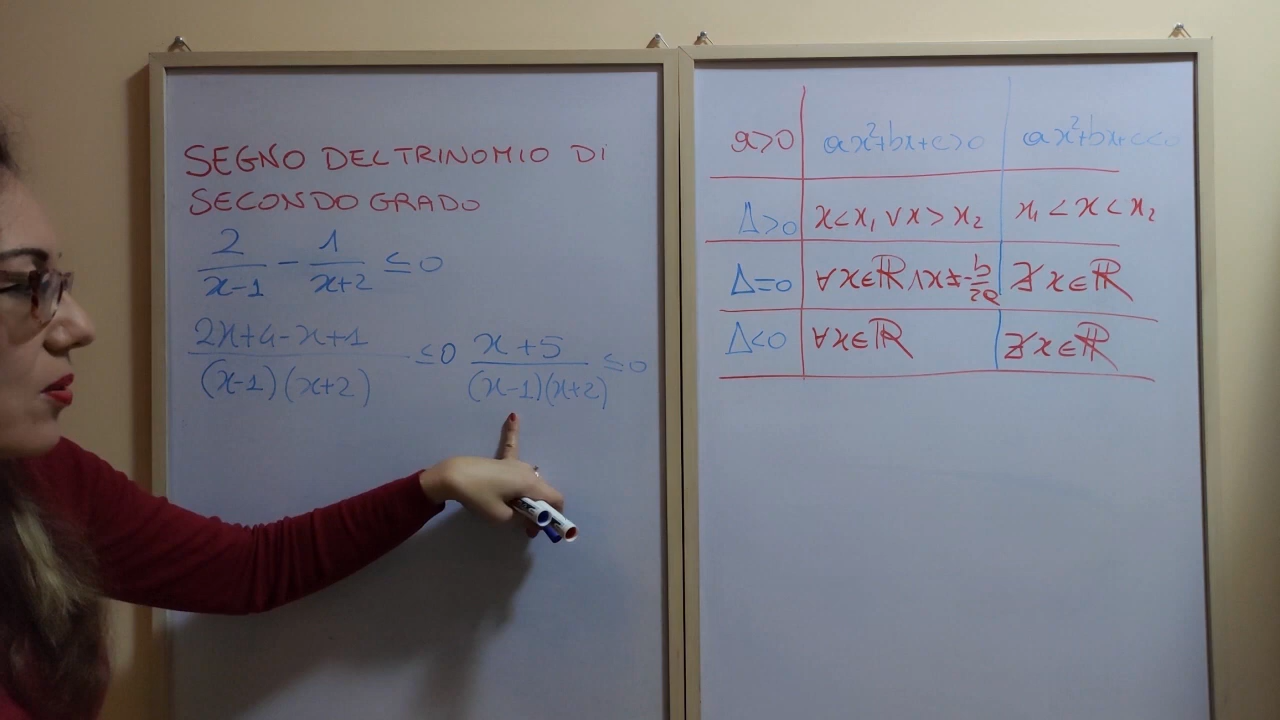 SEGNO DEL TRINOMIO DI
SECONDO GRADO
2/(x-1) - 1/(x+2) ≤ 0
(2x+4-x+1)/((x-1)(x+2)) ≤0 (x+5)/((x-1)(x+2)) ≤0
a>0 ax²+bx+c>0 ax²+bx+c<0
Δ>0 x<x₁ ∨ x>x₂ x₁<x<x₂
Δ=0 ∀x∈ℝ ∧ x≠-b/2a ∄x∈ℝ
Δ<0 ∀x∈ℝ ∄x∈ℝ